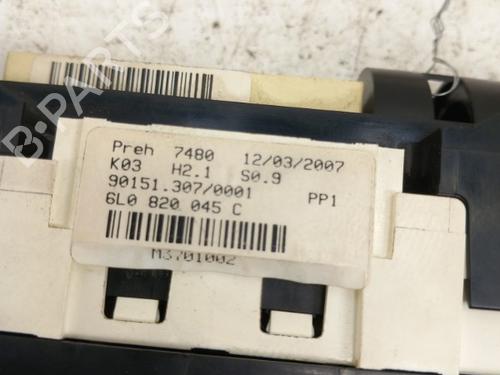 Preh 7480 12/03/2007
K03 H2.1 S0.9
90151.307/0001 PP1
6L0 820 045 C
M3701002
B-PARTS